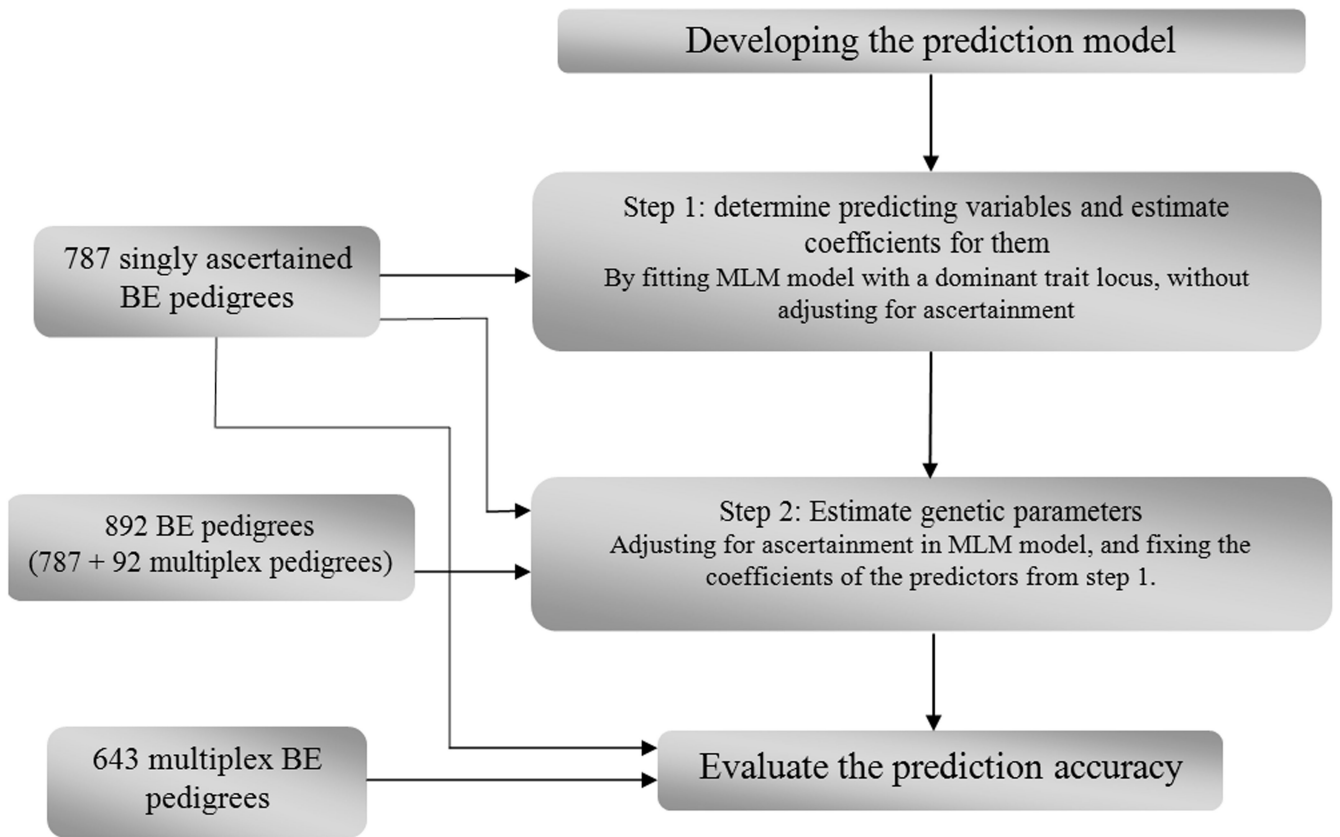 Developing the prediction model
Step 1: determine predicting variables and estimate
coefficients for them
By fitting MLM model with a dominant trait locus, without
adjusting for ascertainment
787 singly ascertained
BE pedigrees
892 BE pedigrees
(787 + 92 multiplex pedigrees)
Step 2: Estimate genetic parameters
Adjusting for ascertainment in MLM model, and fixing the
coefficients of the predictors from step 1.
643 multiplex BE
pedigrees
Evaluate the prediction accuracy